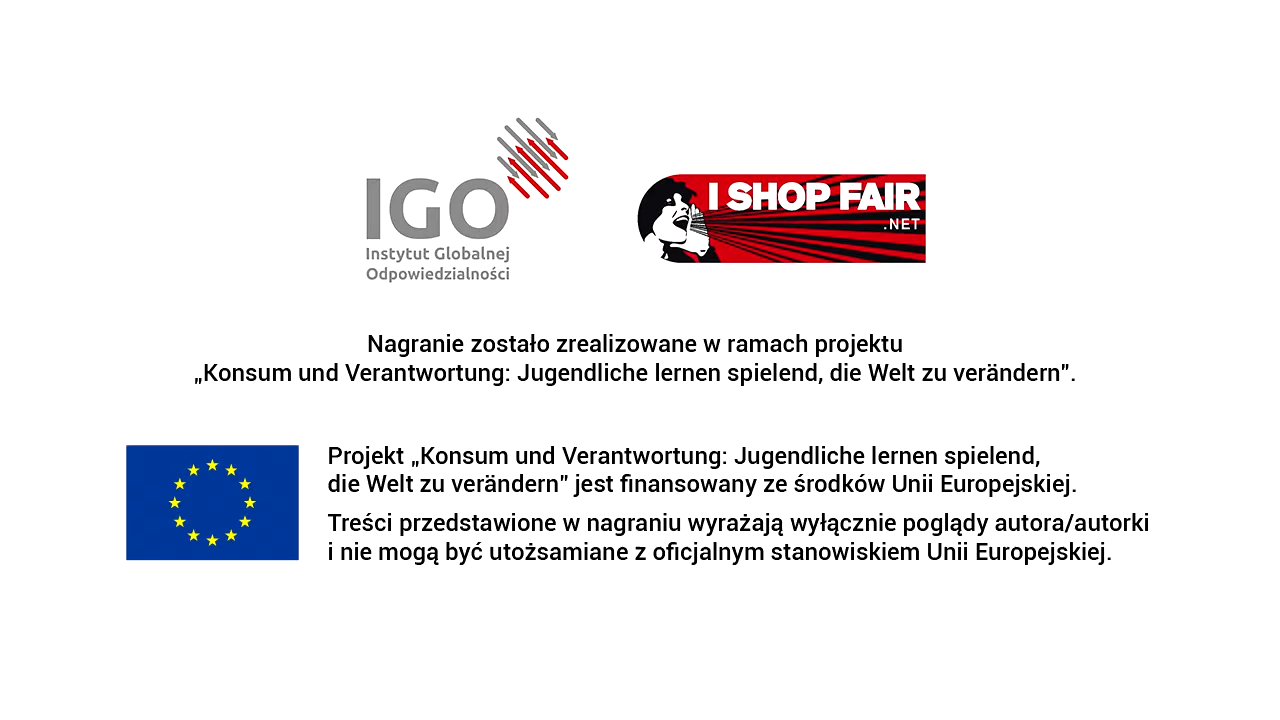 IGO
Instytut Globalnej
Odpowiedzialności
I SHOP FAIR
.NET
Nagranie zostało zrealizowane w ramach projektu
„Konsum und Verantwortung: Jugendliche lernen spielend, die Welt zu verändern”.
Projekt „Konsum und Verantwortung: Jugendliche lernen spielend,
die Welt zu verändern” jest finansowany ze środków Unii Europejskiej.
Treści przedstawione w nagraniu wyrażają wyłącznie poglądy autora/autorki
i nie mogą być utożsamiane z oficjalnym stanowiskiem Unii Europejskiej.